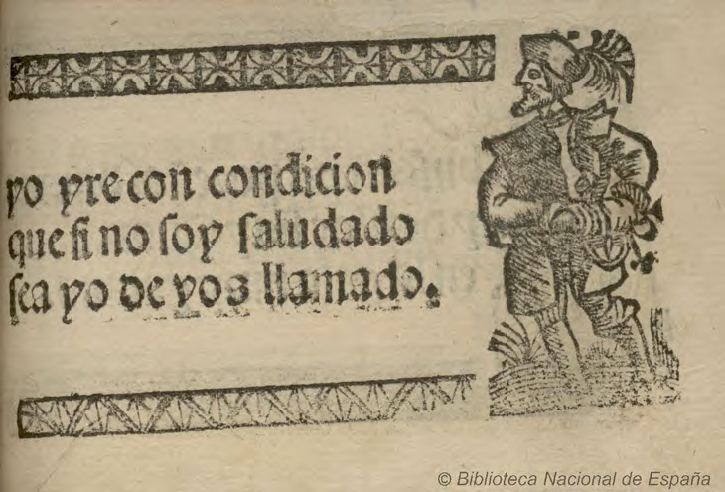 yo yre con condicion
que si no soy saludado
sea yo de vos llamado.
© Biblioteca Nacional de España